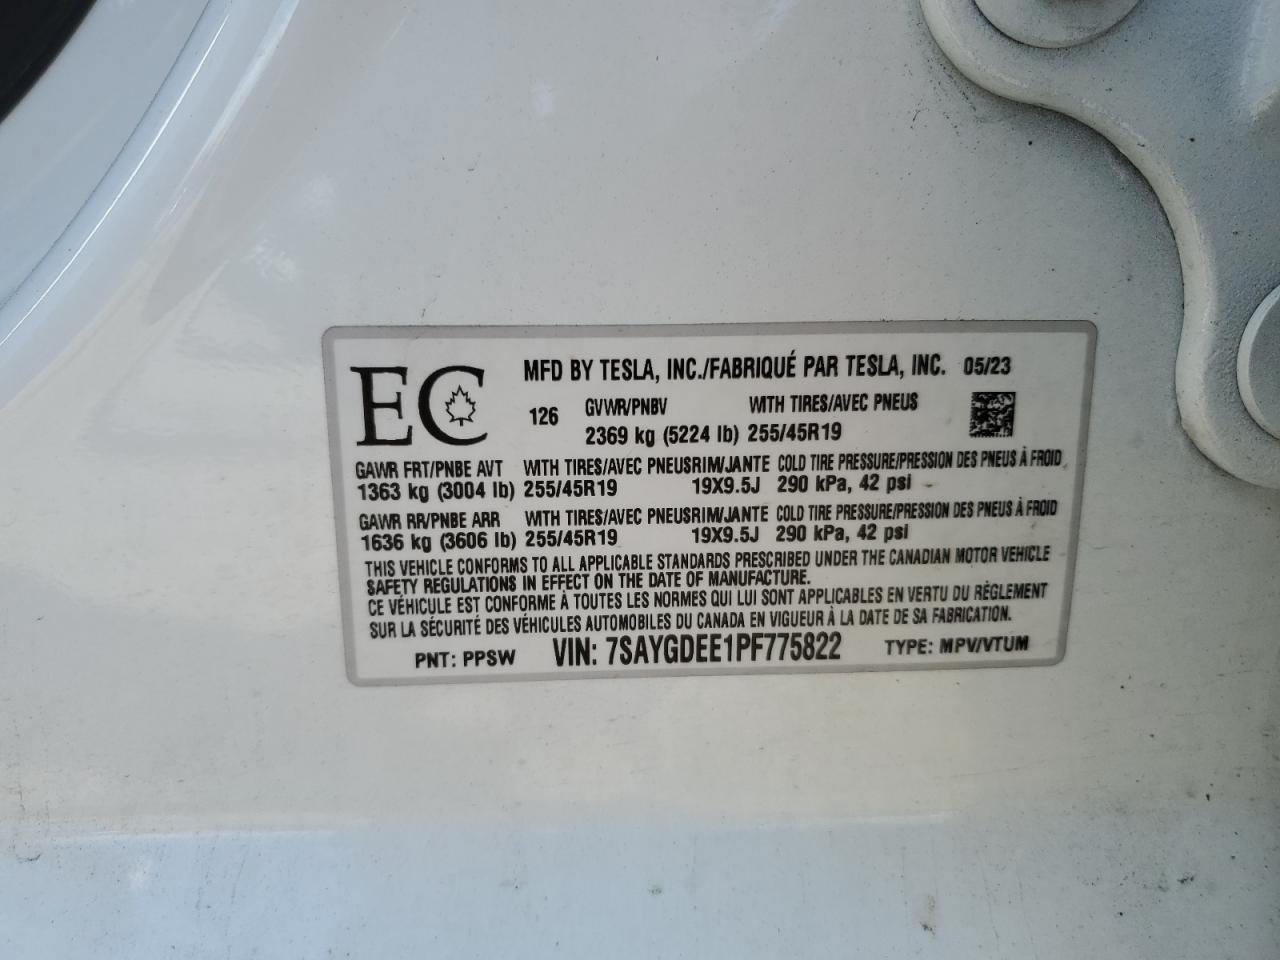 EC
MFD BY TESLA, INC./FABRIQUÉ PAR TESLA, INC. 05/23
126 GVWR/PNBV WITH TIRES/AVEC PNEUS
2369 kg (5224 lb) 255/45R19
GAWR FRT/PNBE AVT WITH TIRES/AVEC PNEUS RIM/JANTE COLD TIRE PRESSURE/PRESSION DES PNEUS À FROID
1363 kg (3004 lb) 255/45R19 19X9.5J 290 kPa, 42 psi
GAWR RR/PNBE ARR WITH TIRES/AVEC PNEUS RIM/JANTE COLD TIRE PRESSURE/PRESSION DES PNEUS À FROID
1636 kg (3606 lb) 255/45R19 19X9.5J 290 kPa, 42 psi
THIS VEHICLE CONFORMS TO ALL APPLICABLE STANDARDS PRESCRIBED UNDER THE CANADIAN MOTOR VEHICLE
SAFETY REGULATIONS IN EFFECT ON THE DATE OF MANUFACTURE.
CE VÉHICULE EST CONFORME À TOUTES LES NORMES QUI LUI SONT APPLICABLES EN VERTU DU RÈGLEMENT
SUR LA SÉCURITÉ DES VÉHICULES AUTOMOBILES DU CANADA EN VIGUEUR À LA DATE DE SA FABRICATION.
PNT: PPSW VIN: 7SAYGDEE1PF775822 TYPE: MPV/VTUM